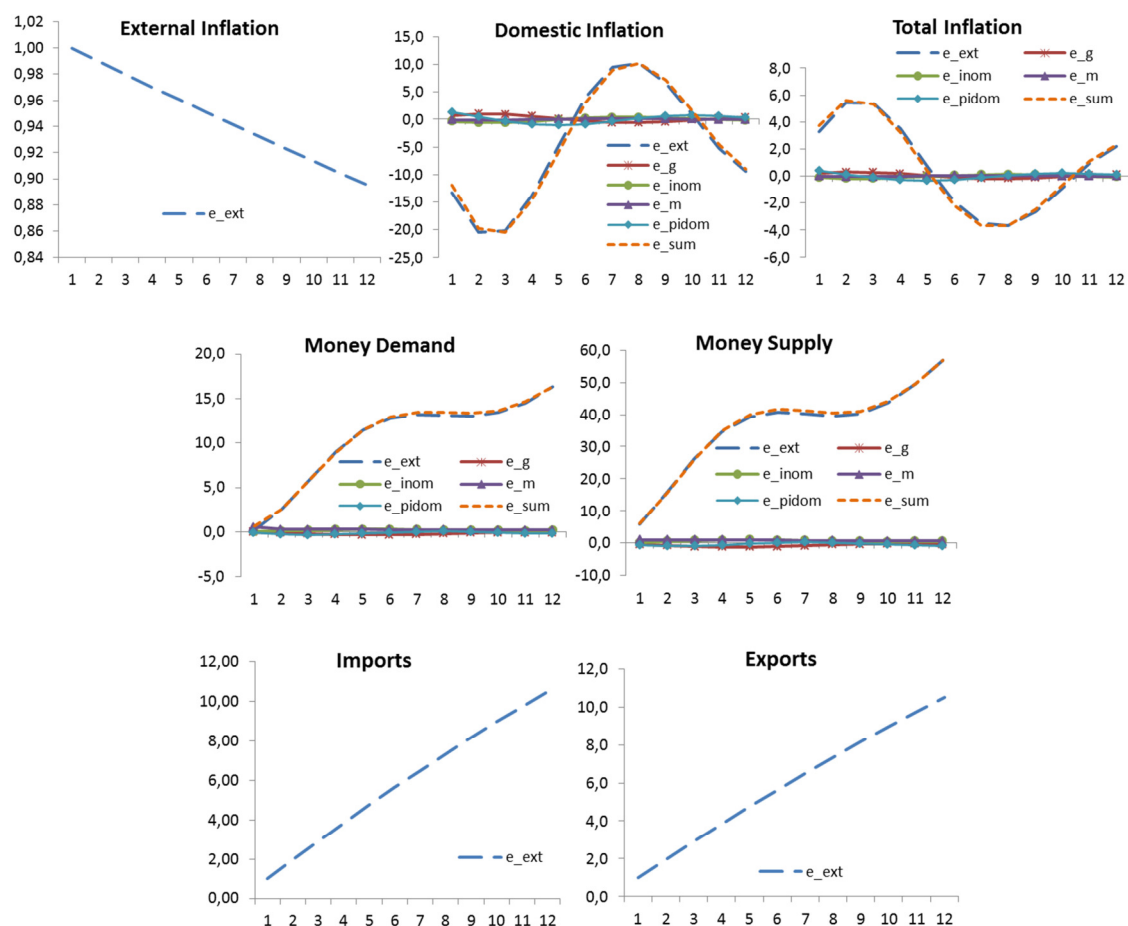 External Inflation
1,02
1,00
0,98
0,96
0,94
0,92
0,90
0,88
0,86
0,84
e_ext
1 2 3 4 5 6 7 8 9 10 11 12
Domestic Inflation
15,0
10,0
5,0
0,0
-5,0
-10,0
-15,0
-20,0
-25,0
e_ext
e_g
e_inom
e_m
e_pidom
e_sum
1 2 3 4 5 6 7 8 9 10 11 12
Total Inflation
e_ext e_g
e_inom e_m
e_pidom e_sum
8,0
6,0
4,0
2,0
0,0
-2,0
-4,0
-6,0
1 2 3 4 5 6 7 8 9 10 11 12
Money Demand
20,0
15,0
10,0
5,0
0,0
-5,0
e_ext e_g
e_inom e_m
e_pidom e_sum
1 2 3 4 5 6 7 8 9 10 11 12
Money Supply
60,0
50,0
40,0
30,0
20,0
10,0
0,0
-10,0
e_ext e_g
e_inom e_m
e_pidom e_sum
1 2 3 4 5 6 7 8 9 10 11 12
Imports
12,00
10,00
8,00
6,00
4,00
2,00
0,00
e_ext
1 2 3 4 5 6 7 8 9 10 11 12
Exports
12,0
10,0
8,0
6,0
4,0
2,0
0,0
e_ext
1 2 3 4 5 6 7 8 9 10 11 12